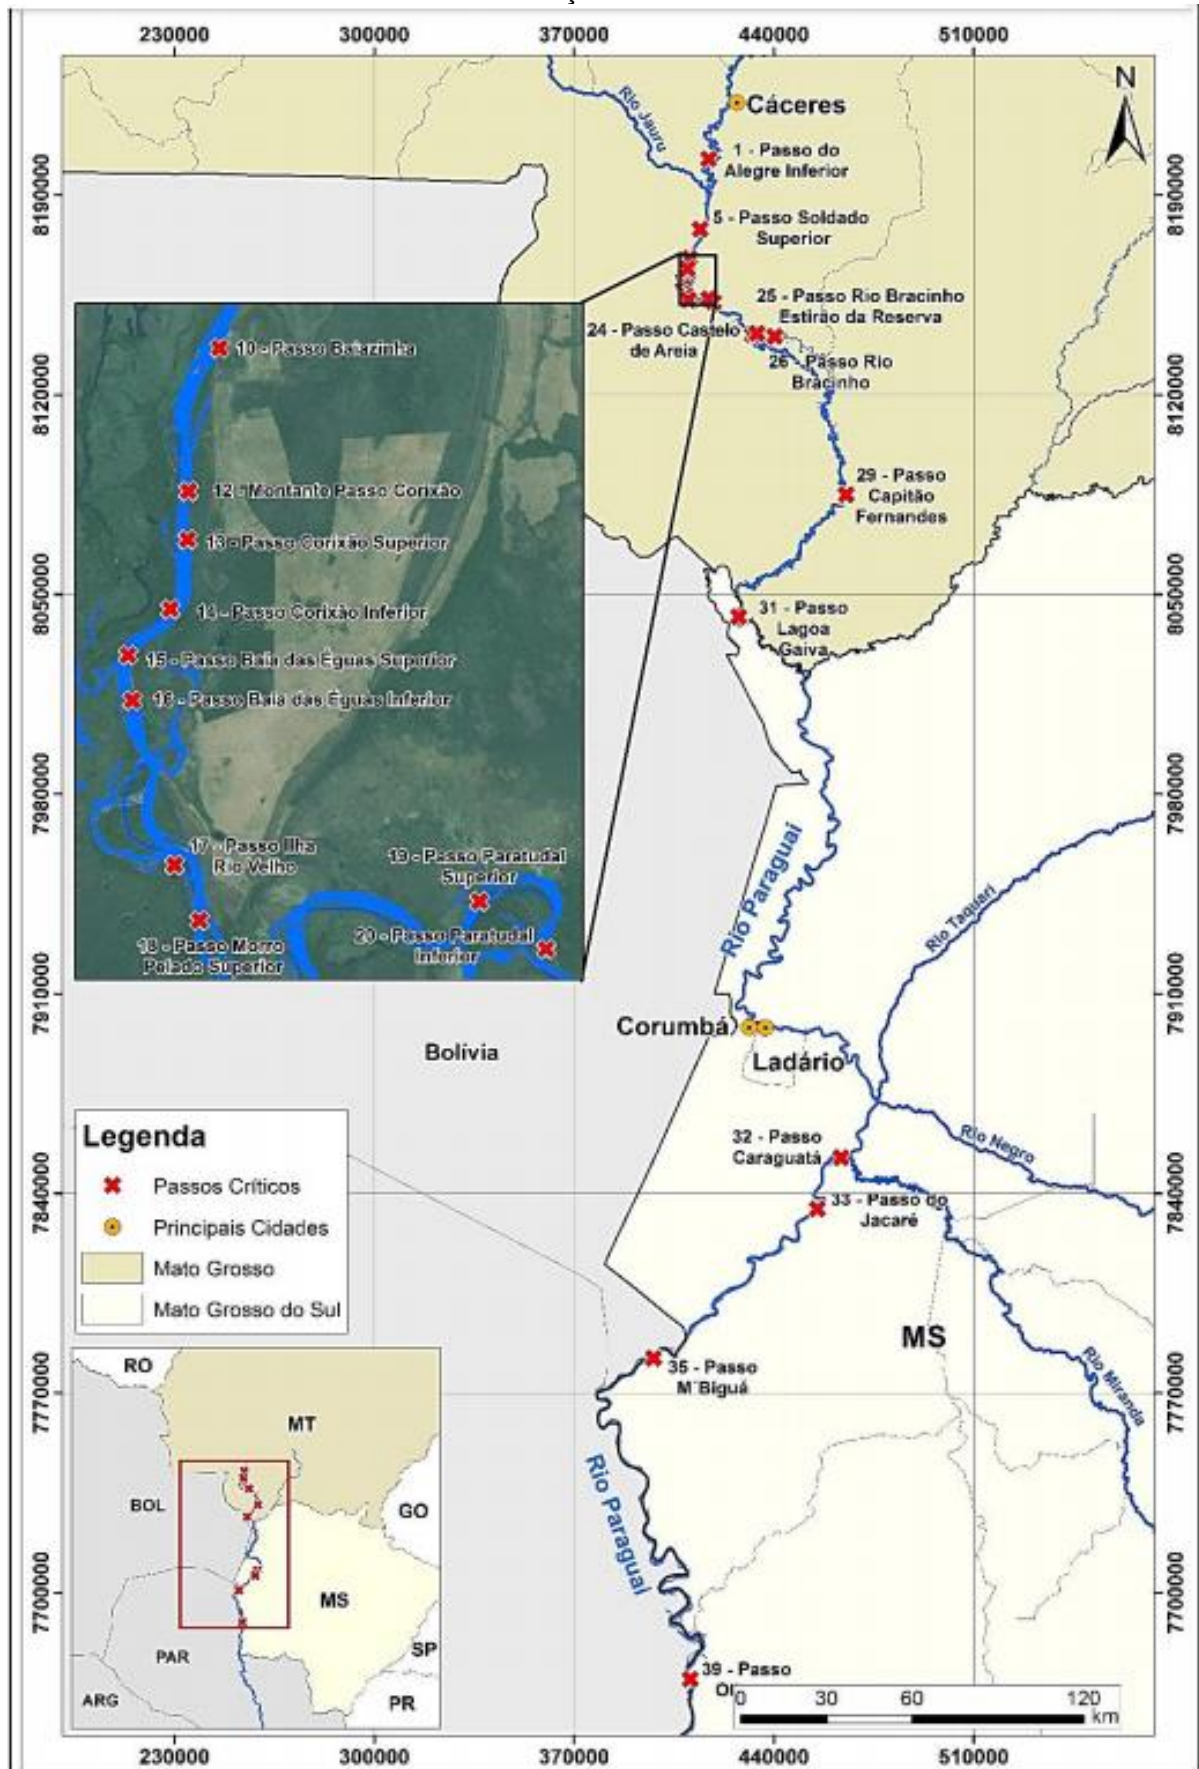 230000 300000 370000 440000 510000
N
Cáceres
Rio Jauru
1 - Passo do
Alegre Inferior
8190000
8190000
5 - Passo Soldado
Superior
25 - Passo Rio Bracinho
Estirão da Reserva
24 - Passo Castelo
de Areia
26 - Passo Rio
Bracinho
10 - Passo Baiazinha
8120000
8120000
12 - Montante Passo Corixão
29 - Passo
Capitão
Fernandes
13 - Passo Corixão Superior
8050000
8050000
14 - Passo Corixão Inferior
31 - Passo
Lagoa
Gaiva
15 - Passo Baia das Éguas Superior
16 - Passo Baia das Éguas Inferior
7980000
7980000
17 - Passo Ilha
Rio Velho
19 - Passo Paratudal
Superior
Rio Paraguai
Rio Taquari
18 - Passo Morro
Pelado Superior
20 - Passo Paratudal
Inferior
7910000
7910000
Corumbá
Ladário
Bolívia
Legenda
Passos Críticos
Principais Cidades
Mato Grosso
Mato Grosso do Sul
32 - Passo
Caraguatá
Rio Negro
7840000
7840000
33 - Passo do
Jacaré
MS
35 - Passo
M´Biguá
Rio Miranda
7770000
7770000
RO
MT
BOL
GO
MS
PAR
SP
ARG
PR
Rio Paraguai
7700000
7700000
39 - Passo
0 30 60 120
km
230000 300000 370000 440000 510000